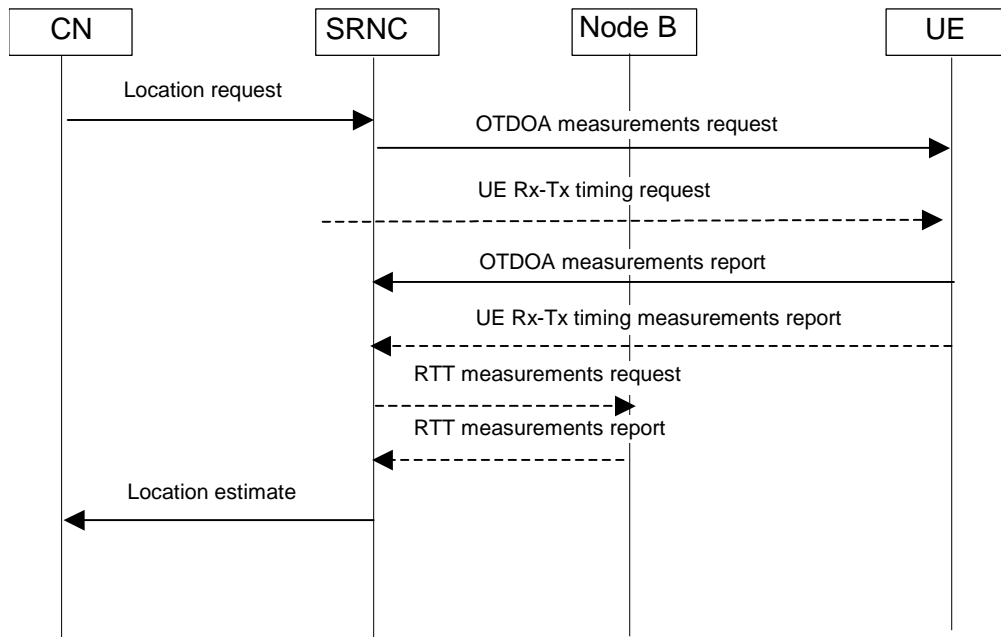 CN
SRNC
Node B
UE
Location request
OTDOA measurements request
UE Rx-Tx timing request
OTDOA measurements report
UE Rx-Tx timing measurements report
RTT measurements request
RTT measurements report
Location estimate